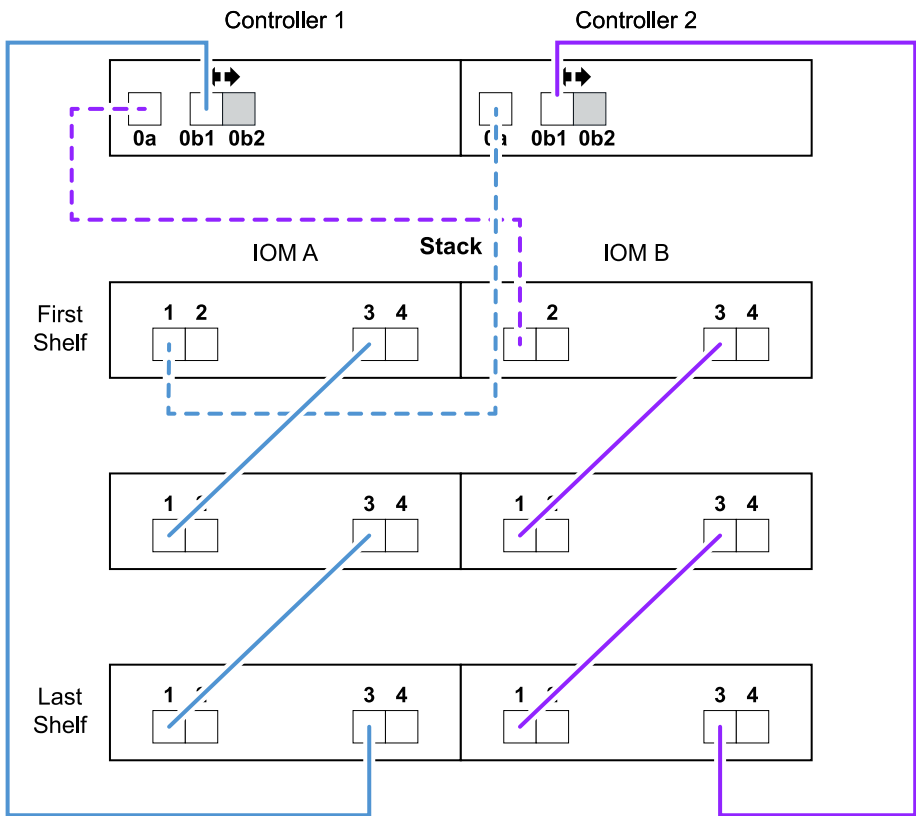 Controller 1 Controller 2
0a 0b1 0b2 0a 0b1 0b2
Stack
IOM A IOM B
First
Shelf
1 2 3 4 2 3 4
1 3 4 1 3 4
Last
Shelf
1 3 4 1 3 4